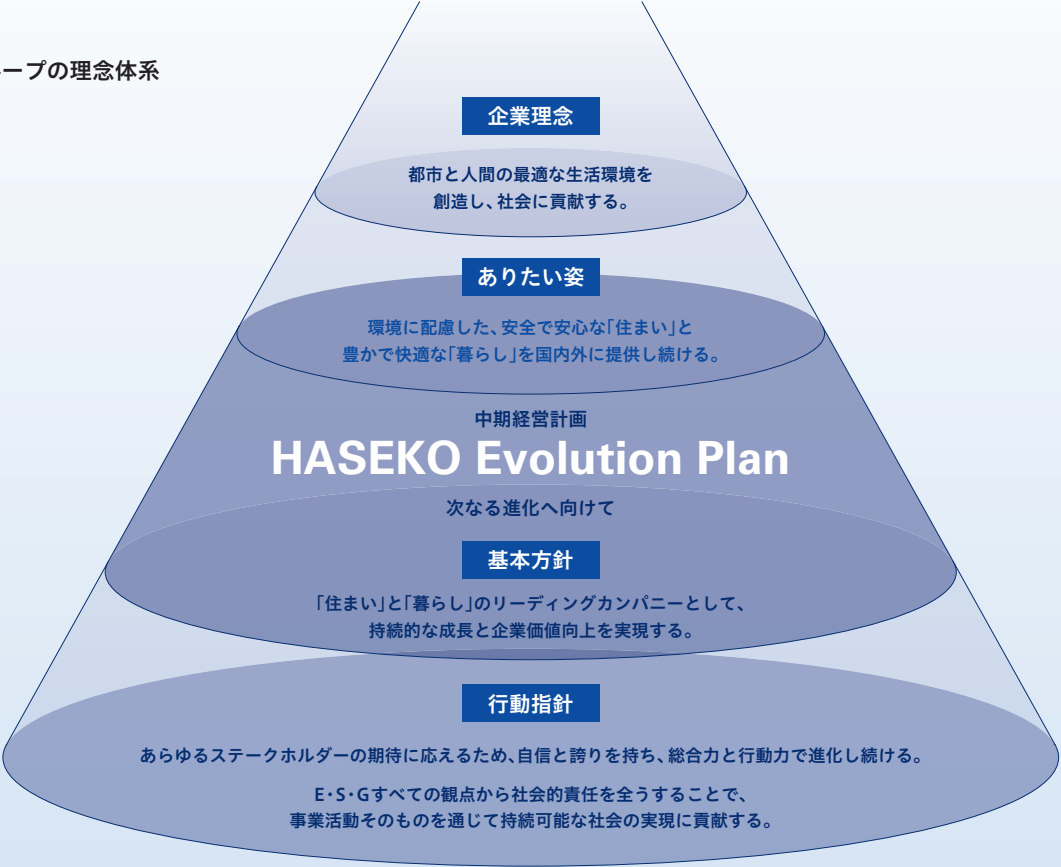 ープの理念体系
企業理念
都市と人間の最適な生活環境を
創造し、社会に貢献する。
ありたい姿
環境に配慮した、安全で安心な「住まい」と
豊かで快適な「暮らし」を国内外に提供し続ける。
中期経営計画
HASEKO Evolution Plan
次なる進化へ向けて
基本方針
「住まい」と「暮らし」のリーディングカンパニーとして、
持続的な成長と企業価値向上を実現する。
行動指針
あらゆるステークホルダーの期待に応えるため、自信と誇りを持ち、総合力と行動力で進化し続ける。
E・S・Gすべての観点から社会的責任を全うすることで、
事業活動そのものを通じて持続可能な社会の実現に貢献する。